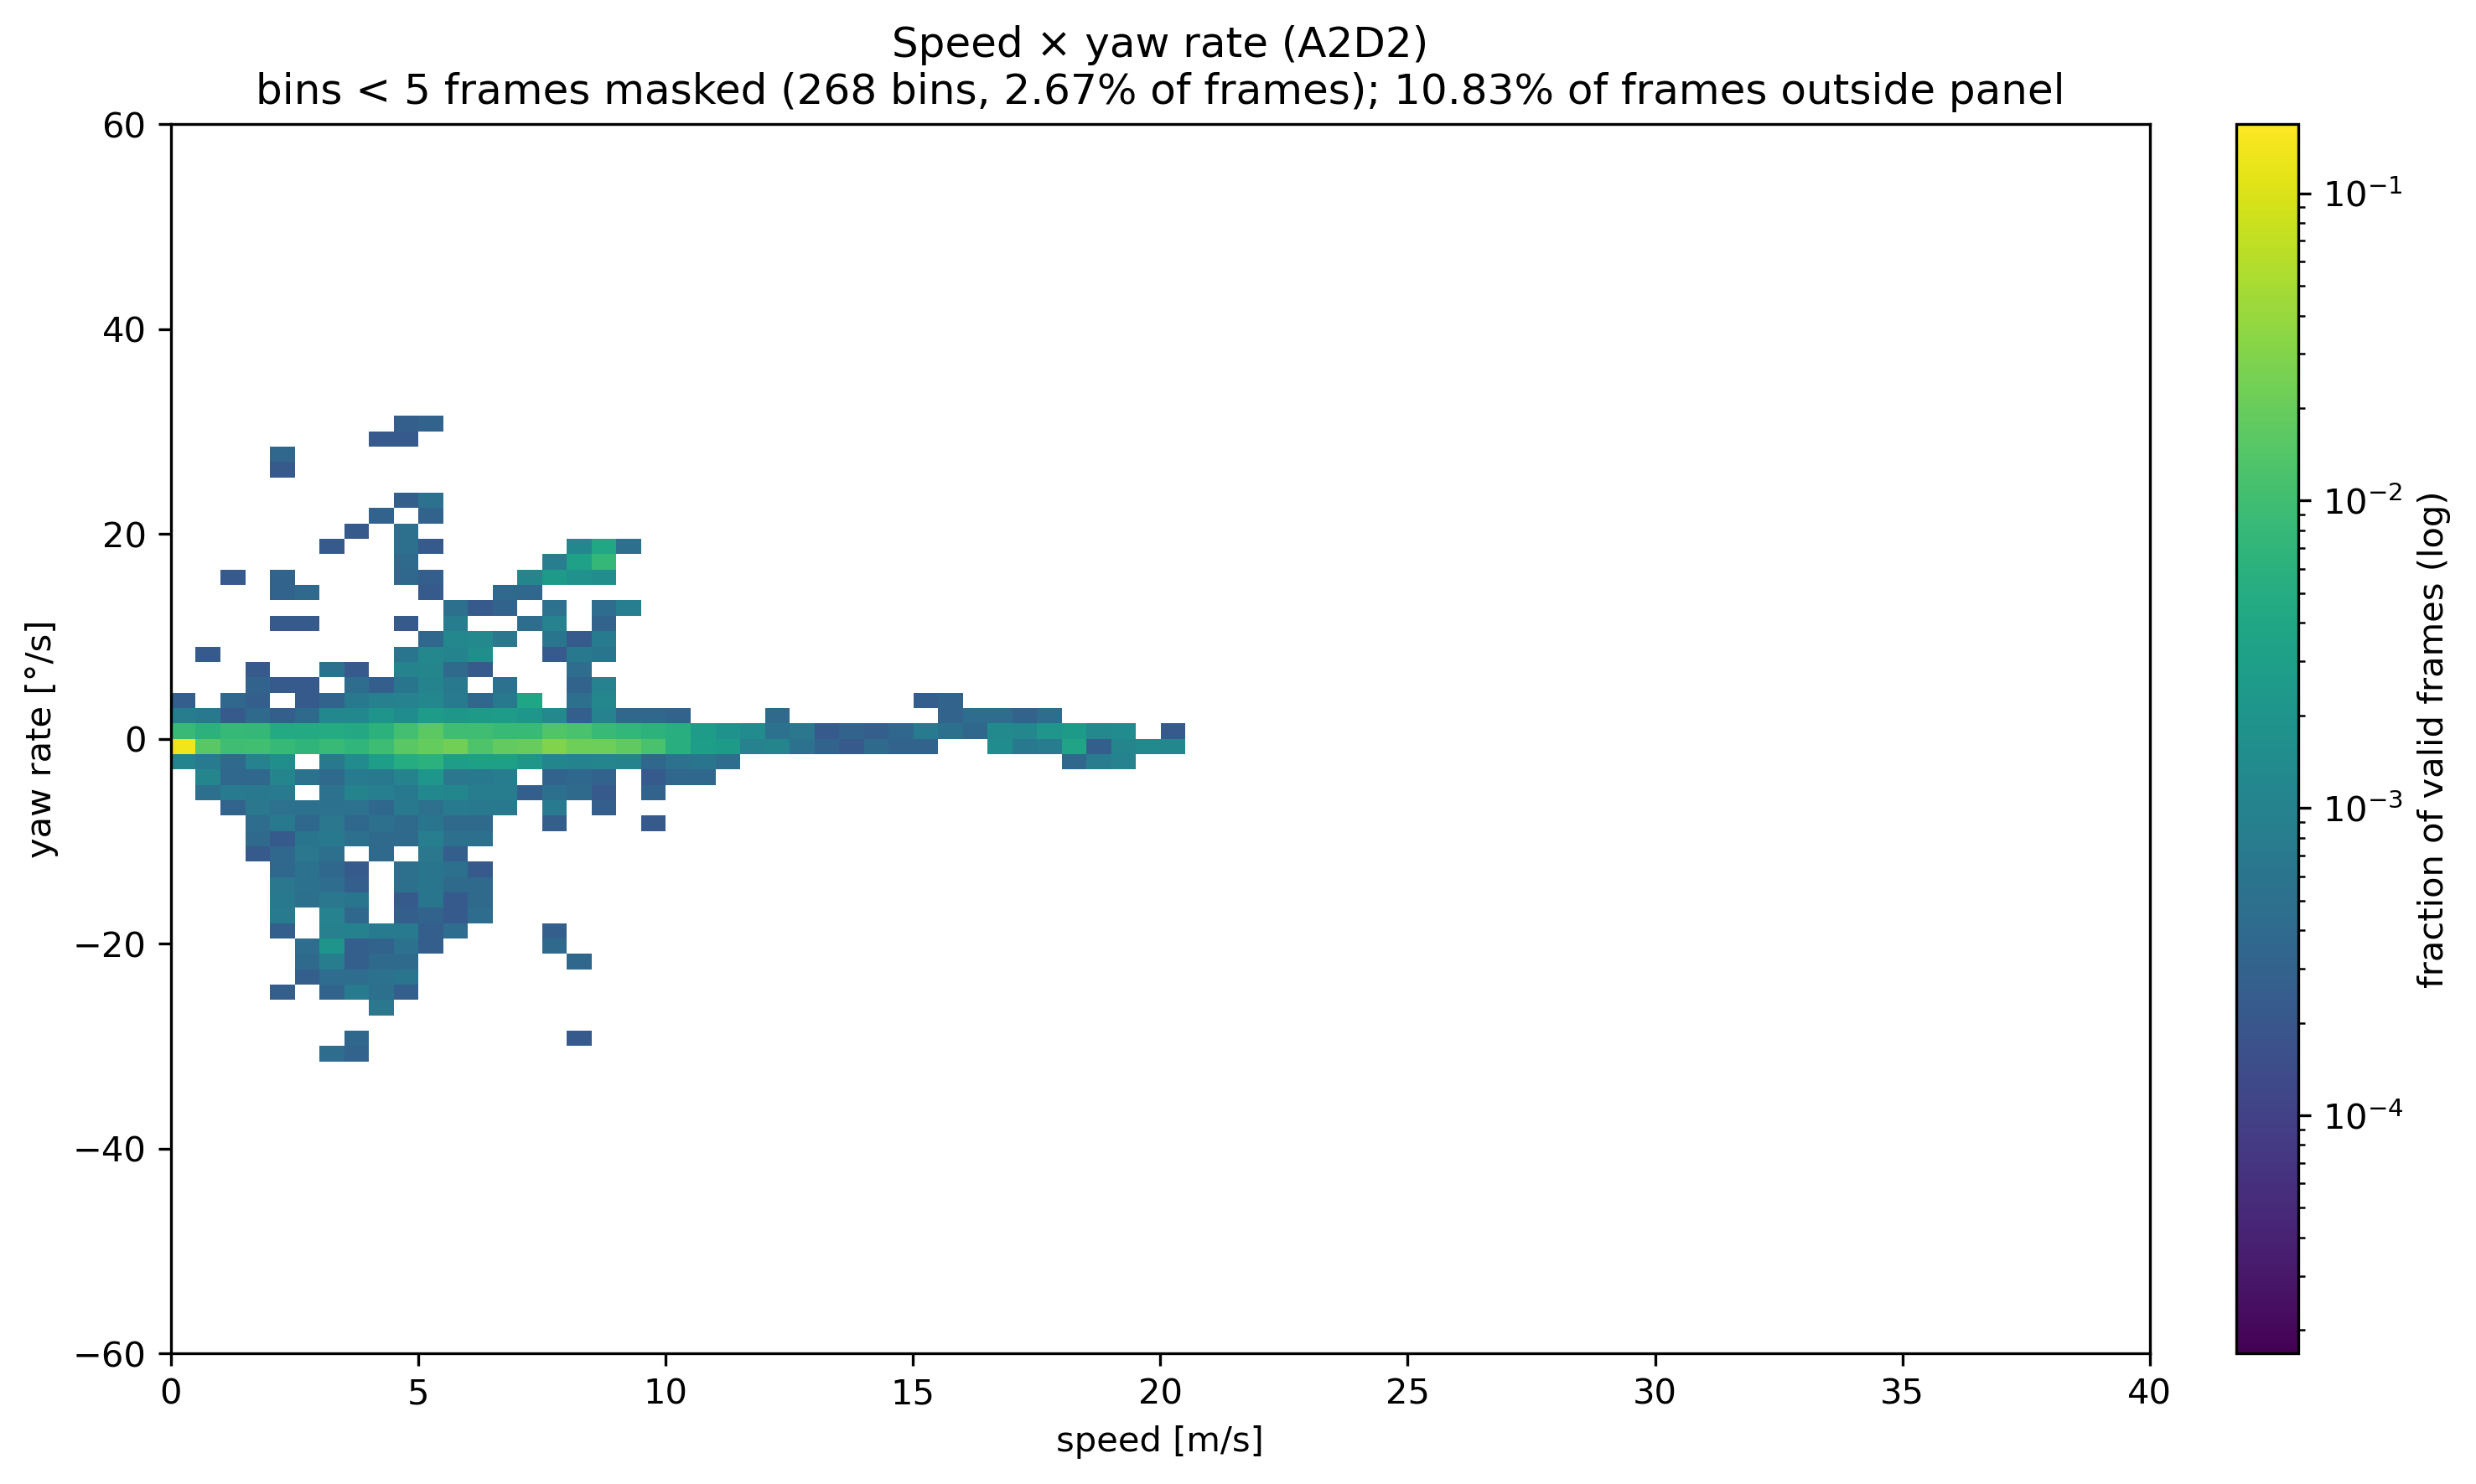 Speed × yaw rate (A2D2)
bins < 5 frames masked (268 bins, 2.67% of frames); 10.83% of frames outside panel
60
40
20
0
−20
−40
−60
yaw rate [°/s]
0 5 10 15 20 25 30 35 40
speed [m/s]
10⁻¹
10⁻²
10⁻³
10⁻⁴
fraction of valid frames (log)